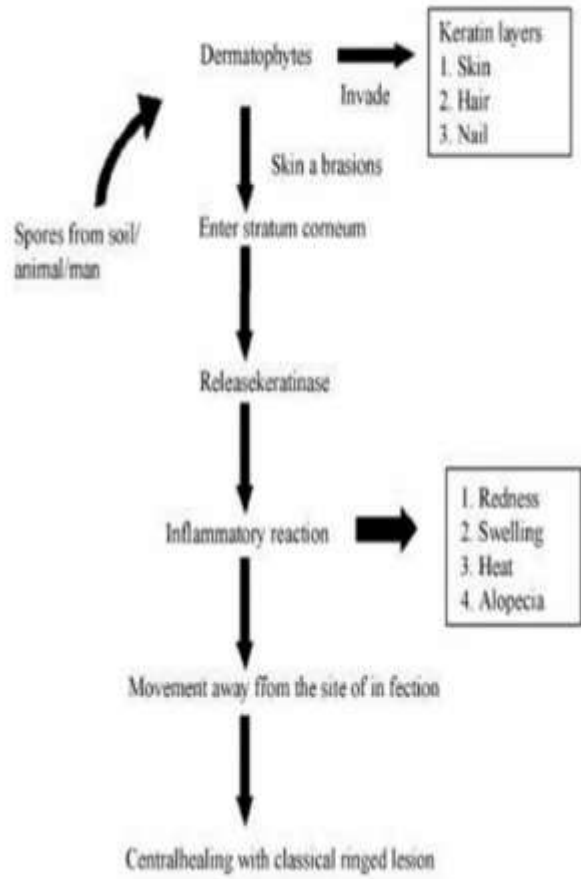 Dermatophytes
Invade
Keratin layers
1. Skin
2. Hair
3. Nail
Skin a brasions
Spores from soil/
animal/man
Enter stratum corneum
Releasekeratinase
Inflammatory reaction
1. Redness
2. Swelling
3. Heat
4. Alopecia
Movement away ffom the site of in fection
Centralhealing with classical ringed lesion